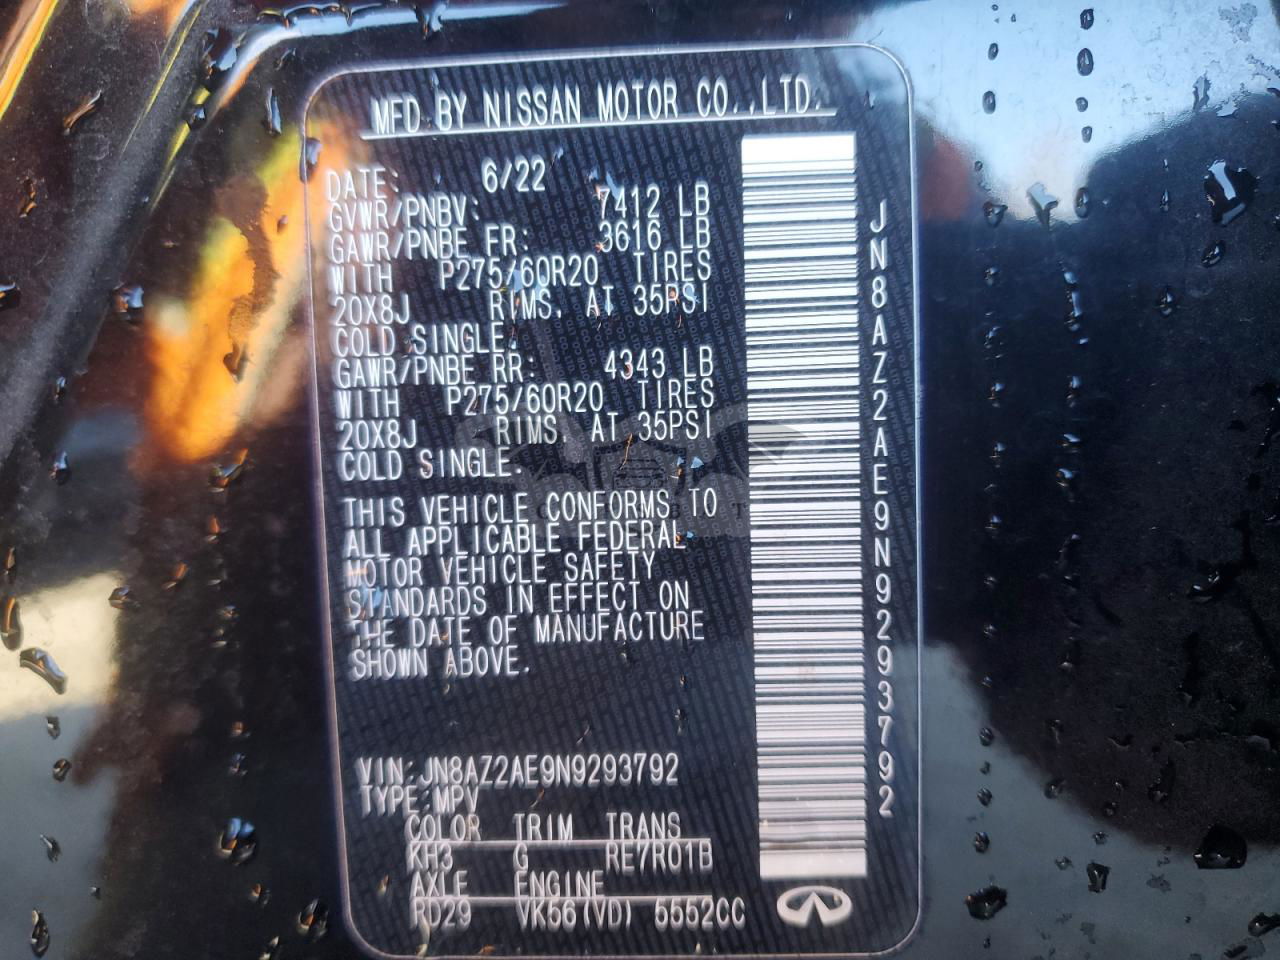 MFD.BY NISSAN MOTOR CO.,LTD.
DATE: 6/22
GVWR/PNBV: 7412 LB
GAWR/PNBE FR: 3616 LB
WITH P275/60R20 TIRES
20X8J RIMS. AT 35PSI
COLD SINGLE.
GAWR/PNBE RR: 4343 LB
WITH P275/60R20 TIRES
20X8J RIMS. AT 35PSI
COLD SINGLE.
THIS VEHICLE CONFORMS TO
ALL APPLICABLE FEDERAL
MOTOR VEHICLE SAFETY
STANDARDS IN EFFECT ON
THE DATE OF MANUFACTURE
SHOWN ABOVE.
VIN:JN8AZ2AE9N9293792
TYPE:MPV
COLOR TRIM TRANS
KH3 G RE7R01B
AXLE ENGINE
RD29 VK56(VD) 5552CC
JN8AZ2AE9N9293792